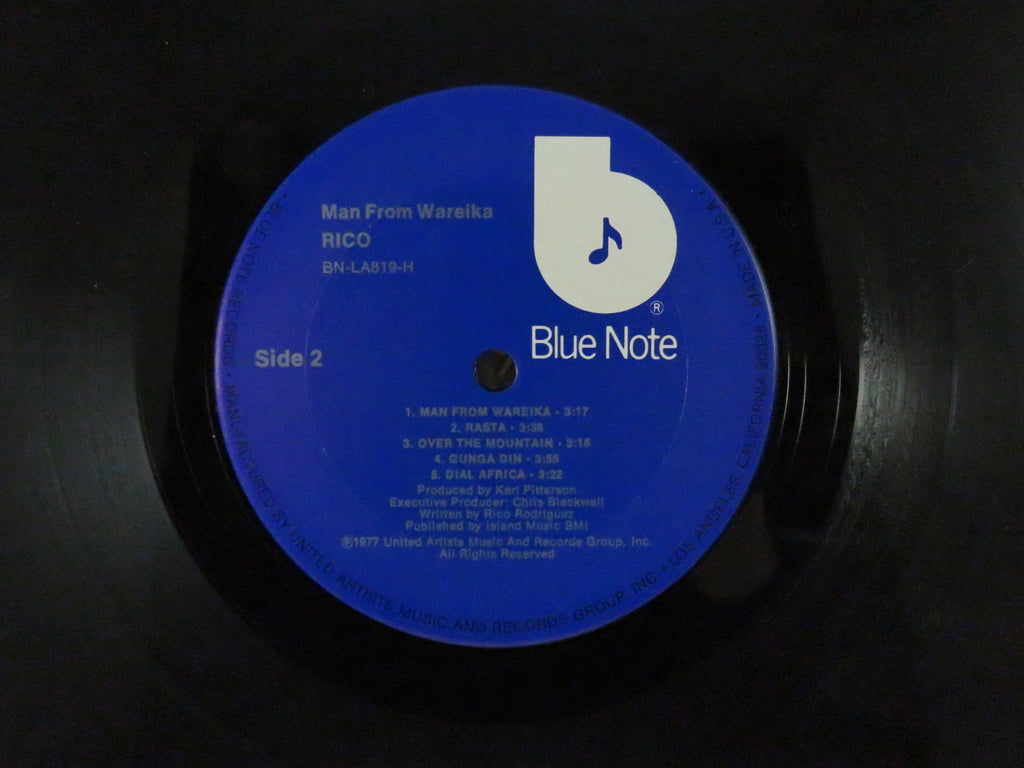 Man From Wareika
RICO
BN-LA819-H
®
Blue Note
Side 2
1. MAN FROM WAREIKA - 3:17
2. RASTA - 3:38
3. OVER THE MOUNTAIN - 3:18
4. GUNGA DIN - 3:55
5. DIAL AFRICA - 3:22
Produced by Karl Pitterson
Executive Producer: Chris Blackwell
Written by Rico Rodriguez
Published by Island Music BMI
℗1977 United Artists Music And Records Group, Inc.
All Rights Reserved
• BLUE NOTE RECORDS • MANUFACTURED BY UNITED ARTISTS MUSIC AND RECORDS GROUP, INC. • LOS ANGELES, CALIFORNIA 90028 • MADE IN U.S.A. •